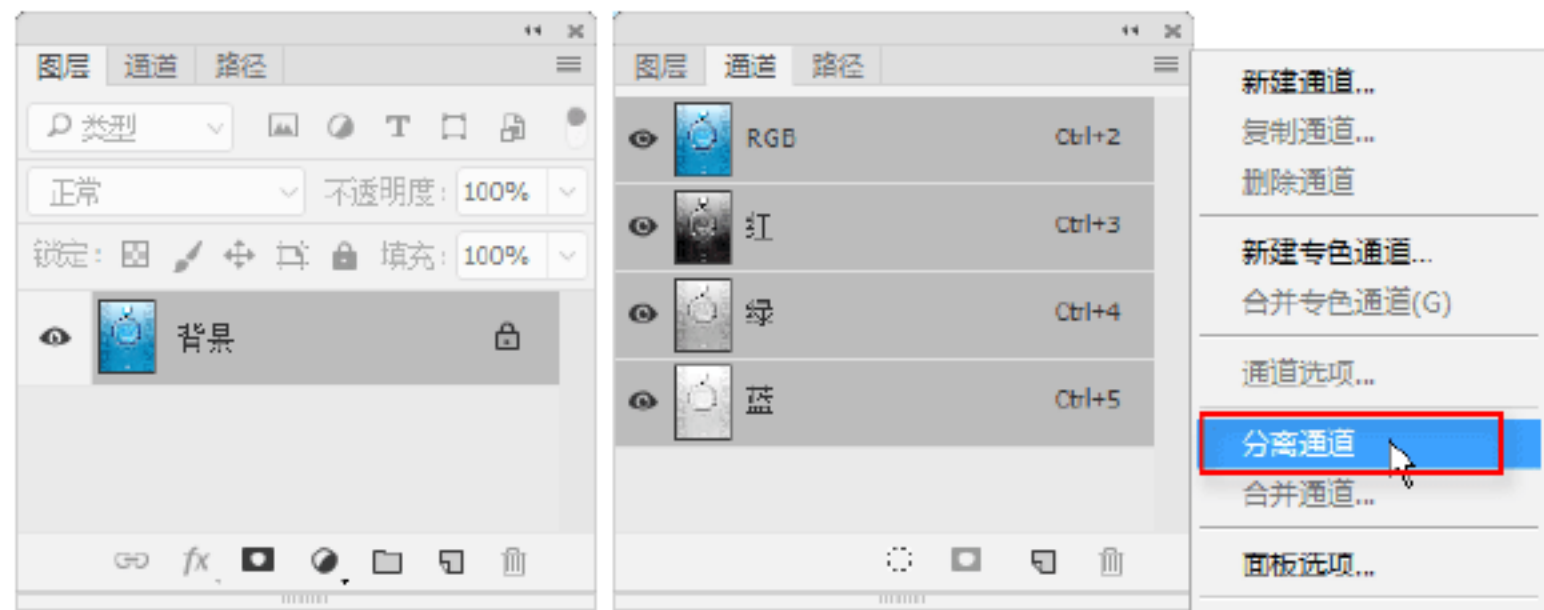 图层 通道 路径
类型
正常 不透明度: 100%
锁定: 填充: 100%
背景
fx
图层 通道 路径
RGB Ctrl+2
红 Ctrl+3
绿 Ctrl+4
蓝 Ctrl+5
新建通道...
复制通道...
删除通道
新建专色通道...
合并专色通道(G)
通道选项...
分离通道
合并通道...
面板选项...